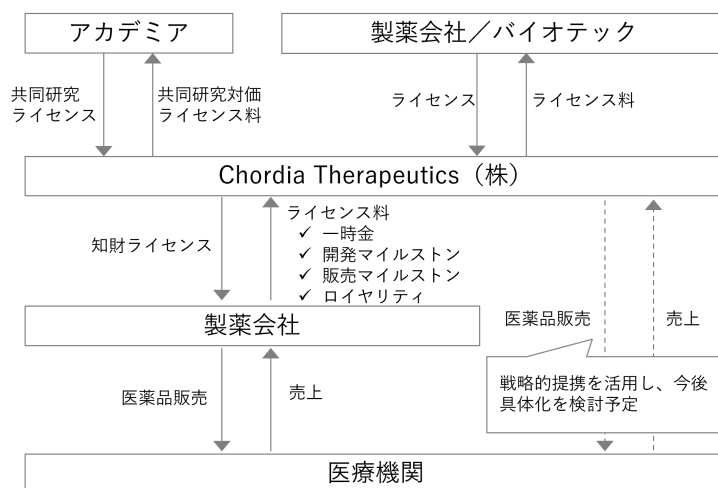 アカデミア
製薬会社／バイオテック
共同研究
ライセンス
共同研究対価
ライセンス料
ライセンス
ライセンス料
Chordia Therapeutics（株）
知財ライセンス
ライセンス料
✓ 一時金
✓ 開発マイルストン
✓ 販売マイルストン
✓ ロイヤリティ
製薬会社
医薬品販売
売上
戦略的提携を活用し、今後
具体化を検討予定
医薬品販売
売上
医療機関